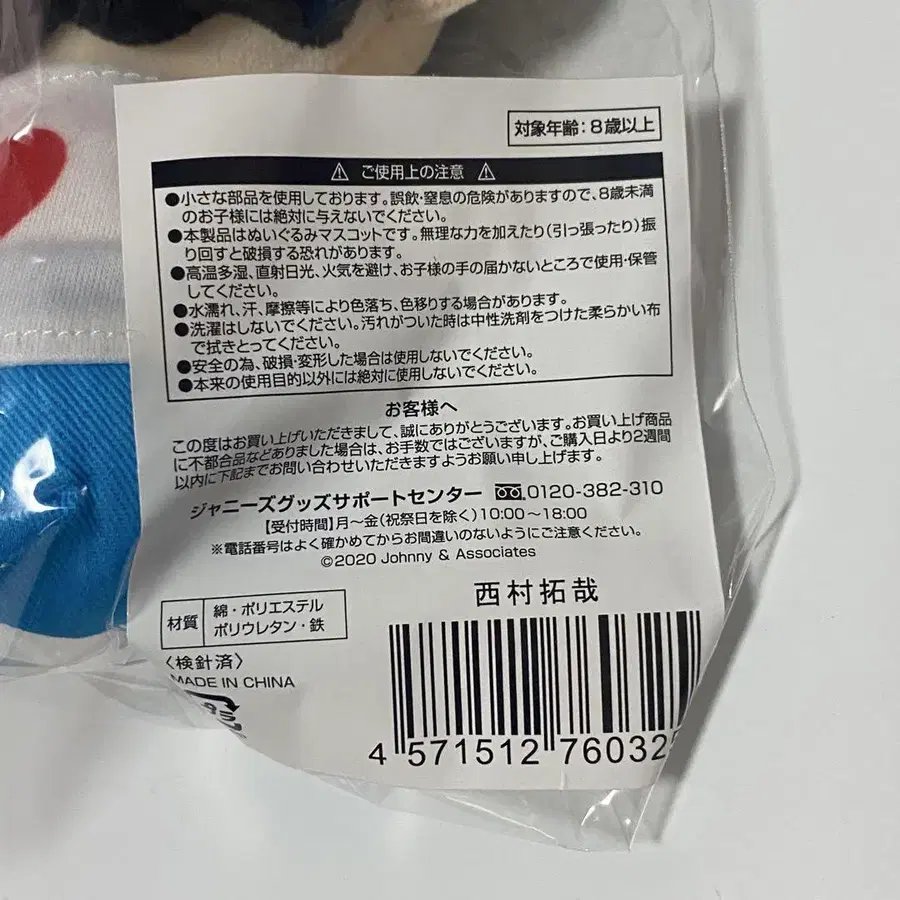 対象年齢:8歳以上
⚠ ご使用上の注意 ⚠
●小さな部品を使用しております。誤飲・窒息の危険がありますので、8歳未満
のお子様には絶対に与えないでください。
●本製品はぬいぐるみマスコットです。無理な力を加えたり(引っ張ったり)振
り回すと破損する恐れがあります。
●高温多湿、直射日光、火気を避け、お子様の手の届かないところで使用・保管
してください。
●水濡れ、汗、摩擦等により色落ち、色移りする場合があります。
●洗濯はしないでください。汚れがついた時は中性洗剤をつけた柔らかい布
で拭きとってください。
●安全の為、破損・変形した場合は使用しないでください。
●本来の使用目的以外には絶対に使用しないでください。
お客様へ
この度はお買い上げいただきまして、誠にありがとうございます。お買い上げ商品
に不都合品などありました場合は、お手数ではございますが、ご購入日より2週間
以内に下記までお問い合わせいただきますようお願い申し上げます。
ジャニーズグッズサポートセンター 0120-382-310
【受付時間】月〜金(祝祭日を除く)10:00〜18:00
※電話番号はよく確かめてからお間違いのないようにご注意ください。
©2020 Johnny & Associates
西村拓哉
材質 綿・ポリエステル
ポリウレタン・鉄
〈検針済〉
MADE IN CHINA
4 571512 76032